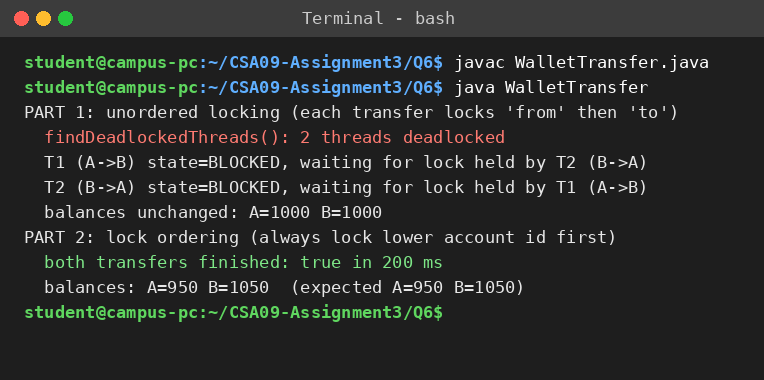 Terminal - bash
student@campus-pc:~/CSA09-Assignment3/Q6$ javac WalletTransfer.java
student@campus-pc:~/CSA09-Assignment3/Q6$ java WalletTransfer
PART 1: unordered locking (each transfer locks 'from' then 'to')
  findDeadlockedThreads(): 2 threads deadlocked
  T1 (A->B) state=BLOCKED, waiting for lock held by T2 (B->A)
  T2 (B->A) state=BLOCKED, waiting for lock held by T1 (A->B)
  balances unchanged: A=1000 B=1000
PART 2: lock ordering (always lock lower account id first)
  both transfers finished: true in 200 ms
  balances: A=950 B=1050  (expected A=950 B=1050)
student@campus-pc:~/CSA09-Assignment3/Q6$